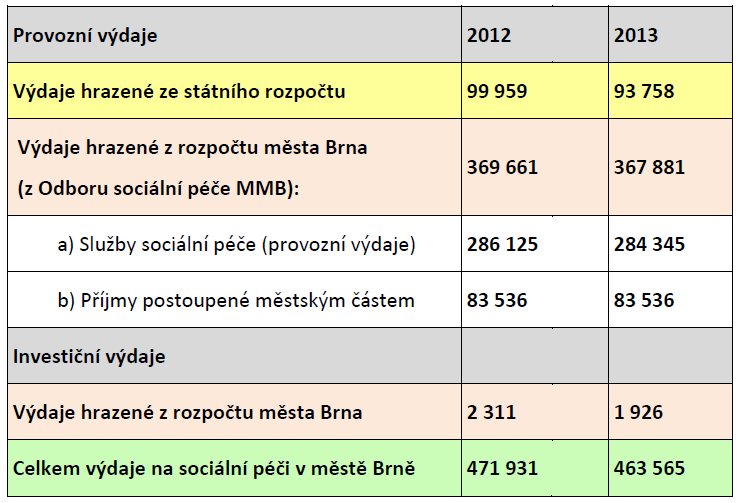 Provozní výdaje 2012 2013
Výdaje hrazené ze státního rozpočtu 99 959 93 758
Výdaje hrazené z rozpočtu města Brna
(z Odboru sociální péče MMB): 369 661 367 881
a) Služby sociální péče (provozní výdaje) 286 125 284 345
b) Příjmy postoupené městským částem 83 536 83 536
Investiční výdaje
Výdaje hrazené z rozpočtu města Brna 2 311 1 926
Celkem výdaje na sociální péči v městě Brně 471 931 463 565